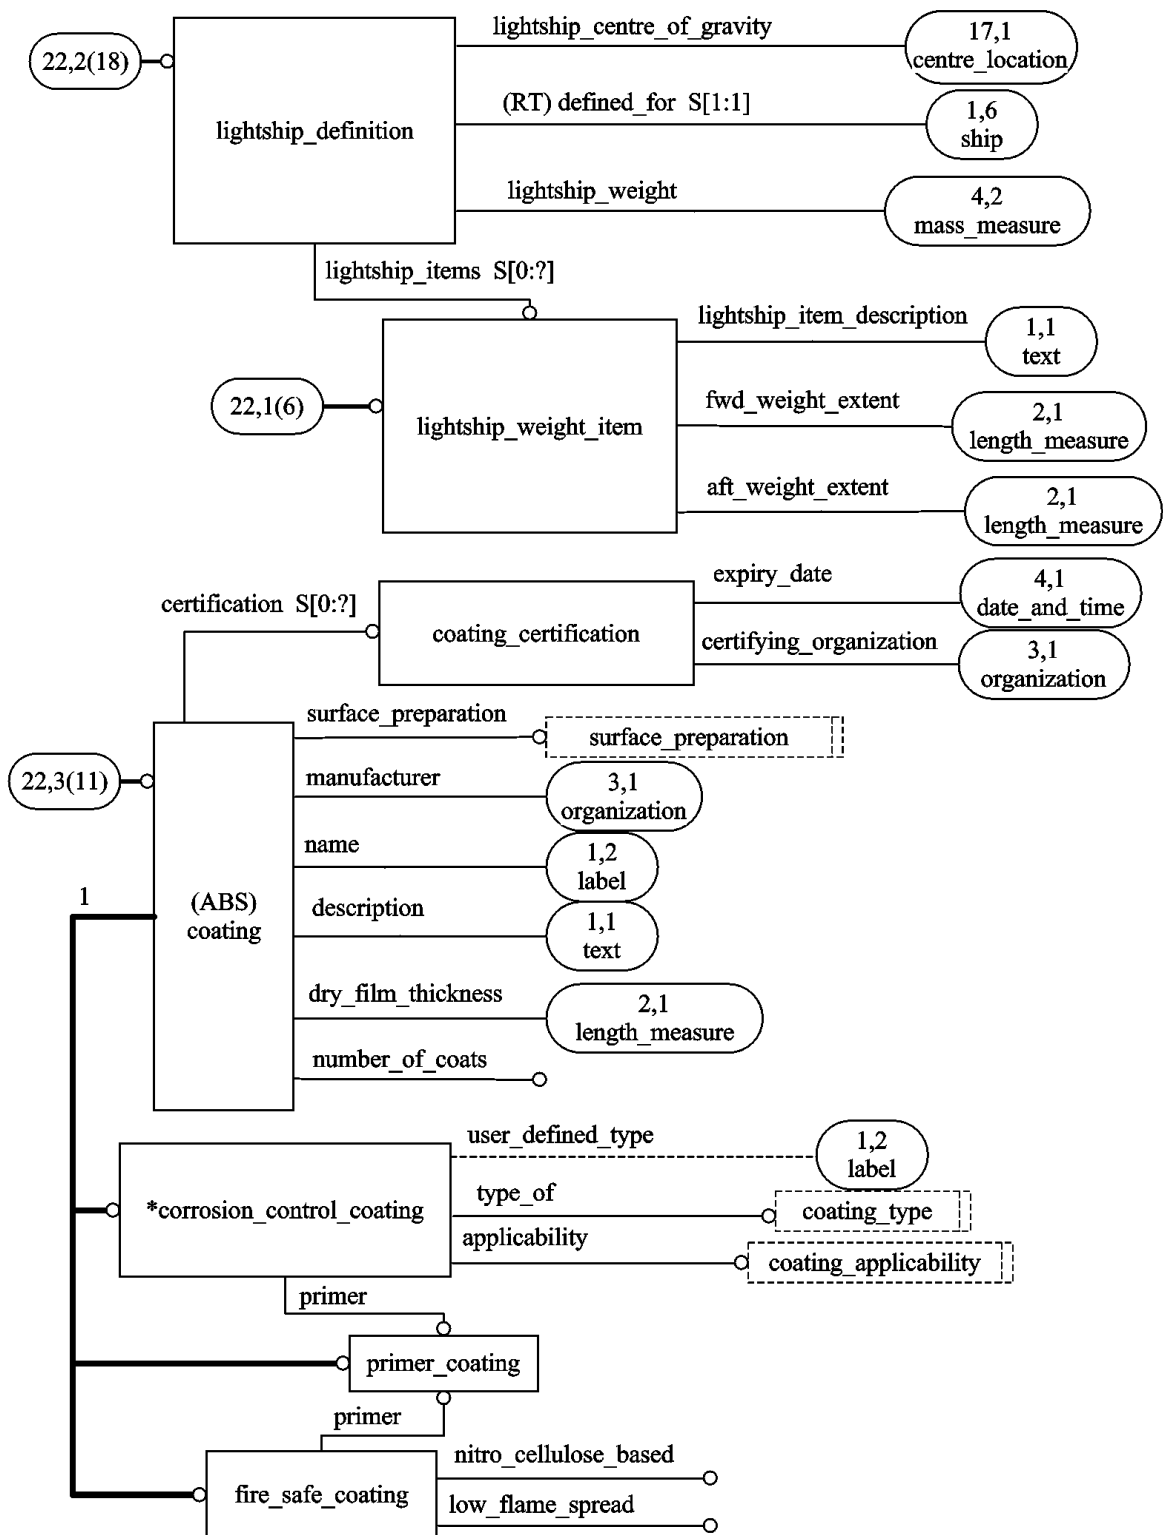 lightship_centre_of_gravity
17,1
centre_location
22,2(18)
lightship_definition
(RT) defined_for S[1:1]
1,6
ship
lightship_weight
4,2
mass_measure
lightship_items S[0:?]
lightship_item_description
1,1
text
22,1(6)
lightship_weight_item
fwd_weight_extent
2,1
length_measure
aft_weight_extent
2,1
length_measure
certification S[0:?]
coating_certification
expiry_date
4,1
date_and_time
certifying_organization
3,1
organization
surface_preparation
surface_preparation
22,3(11)
manufacturer
3,1
organization
name
1,2
label
1
(ABS)
coating
description
1,1
text
dry_film_thickness
2,1
length_measure
number_of_coats
user_defined_type
1,2
label
*corrosion_control_coating
type_of
coating_type
applicability
coating_applicability
primer
primer_coating
primer
nitro_cellulose_based
fire_safe_coating
low_flame_spread